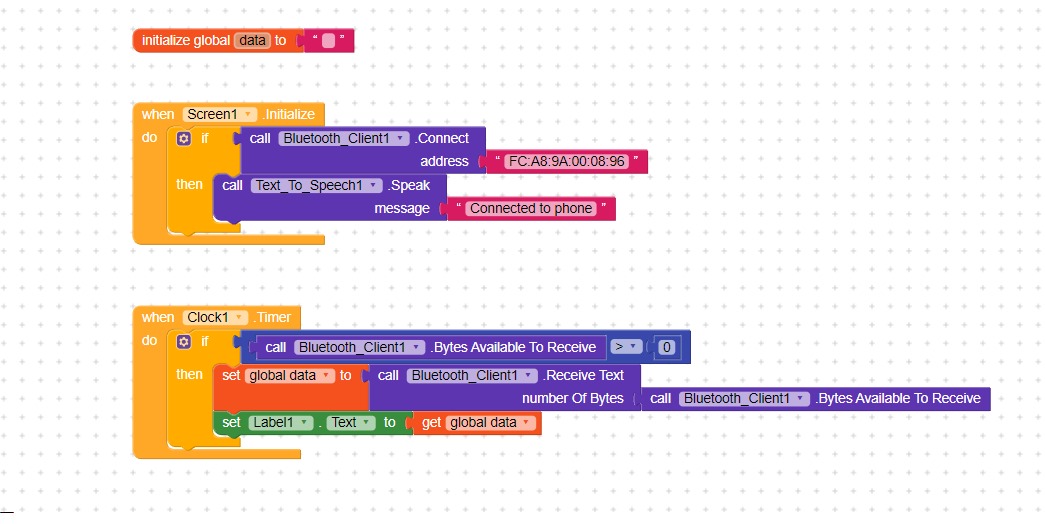 initialize global data to " "
when Screen1 .Initialize
do if call Bluetooth_Client1 .Connect
address " FC:A8:9A:00:08:96 "
then call Text_To_Speech1 .Speak
message " Connected to phone "
when Clock1 .Timer
do if call Bluetooth_Client1 .Bytes Available To Receive > 0
then set global data to call Bluetooth_Client1 .Receive Text
number Of Bytes call Bluetooth_Client1 .Bytes Available To Receive
set Label1 . Text to get global data